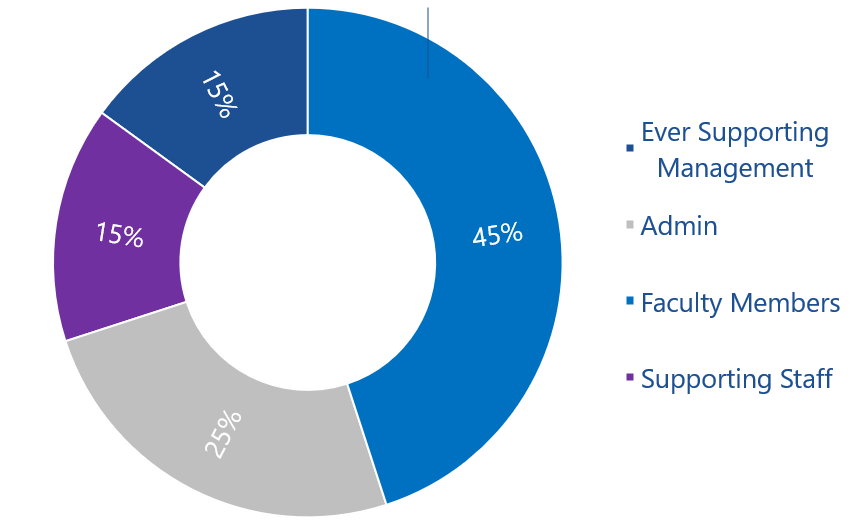 15%
45%
15%
25%
Ever Supporting
Management
Admin
Faculty Members
Supporting Staff